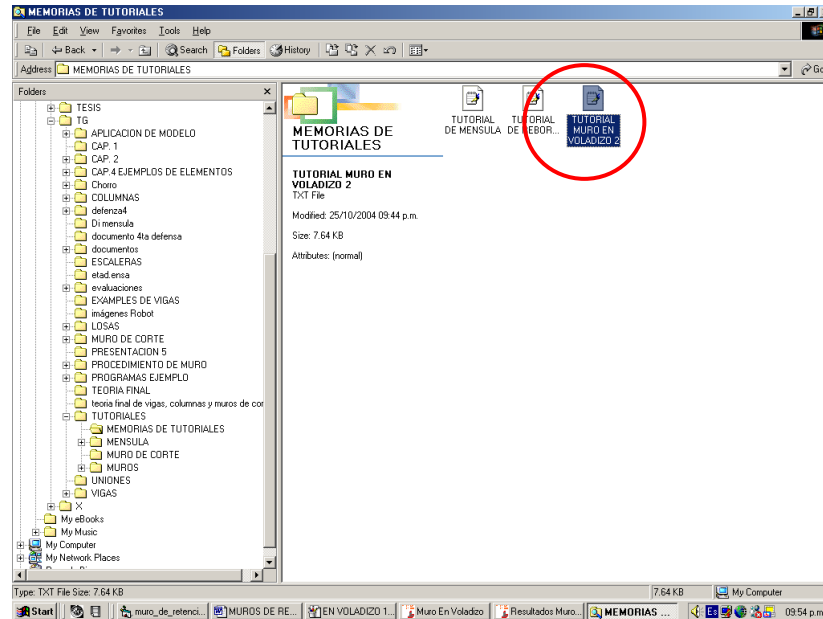 MEMORIAS DE TUTORIALES
File Edit View Favorites Tools Help
Back Search Folders History
Address MEMORIAS DE TUTORIALES Go
Folders
TESIS
TG
APLICACION DE MODELO
CAP. 1
CAP. 2
CAP.4 EJEMPLOS DE ELEMENTOS
Chorro
COLUMNAS
defenza4
Di mensula
documento 4ta defensa
documentos
ESCALERAS
etad.ensa
evaluaciones
EXAMPLES DE VIGAS
imágenes Robot
LOSAS
MURO DE CORTE
PRESENTACION 5
PROCEDIMIENTO DE MURO
PROGRAMAS EJEMPLO
TEORIA FINAL
teoria final de vigas, columnas y muros de cor
TUTORIALES
MEMORIAS DE TUTORIALES
MENSULA
MURO DE CORTE
MUROS
UNIONES
VIGAS
X
My eBooks
My Music
My Computer
My Network Places
MEMORIAS DE
TUTORIALES
TUTORIAL MURO EN
VOLADIZO 2
TXT File
Modified: 25/10/2004 09:44 p.m.
Size: 7.64 KB
Attributes: (normal)
TUTORIAL
DE MENSULA
TUTORIAL
DE REBOR...
TUTORIAL
MURO EN
VOLADIZO 2
Type: TXT File Size: 7.64 KB 7.64 KB My Computer
Start muro_de_retenci... MUROS DE RE... EN VOLADIZO 1... Muro En Voladizo Resultados Muro... MEMORIAS ... Es 09:54 p.m